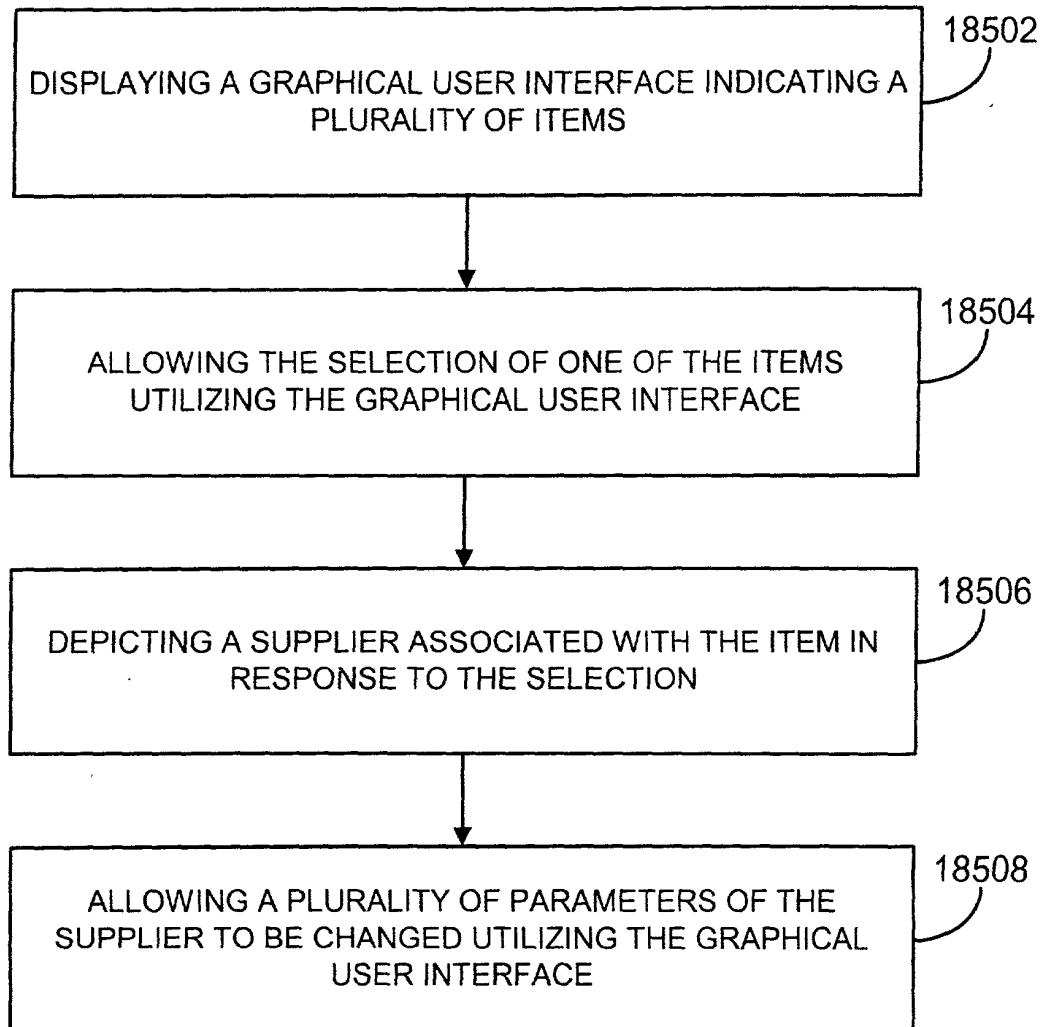 18502
DISPLAYING A GRAPHICAL USER INTERFACE INDICATING A
PLURALITY OF ITEMS
18504
ALLOWING THE SELECTION OF ONE OF THE ITEMS
UTILIZING THE GRAPHICAL USER INTERFACE
18506
DEPICTING A SUPPLIER ASSOCIATED WITH THE ITEM IN
RESPONSE TO THE SELECTION
18508
ALLOWING A PLURALITY OF PARAMETERS OF THE
SUPPLIER TO BE CHANGED UTILIZING THE GRAPHICAL
USER INTERFACE